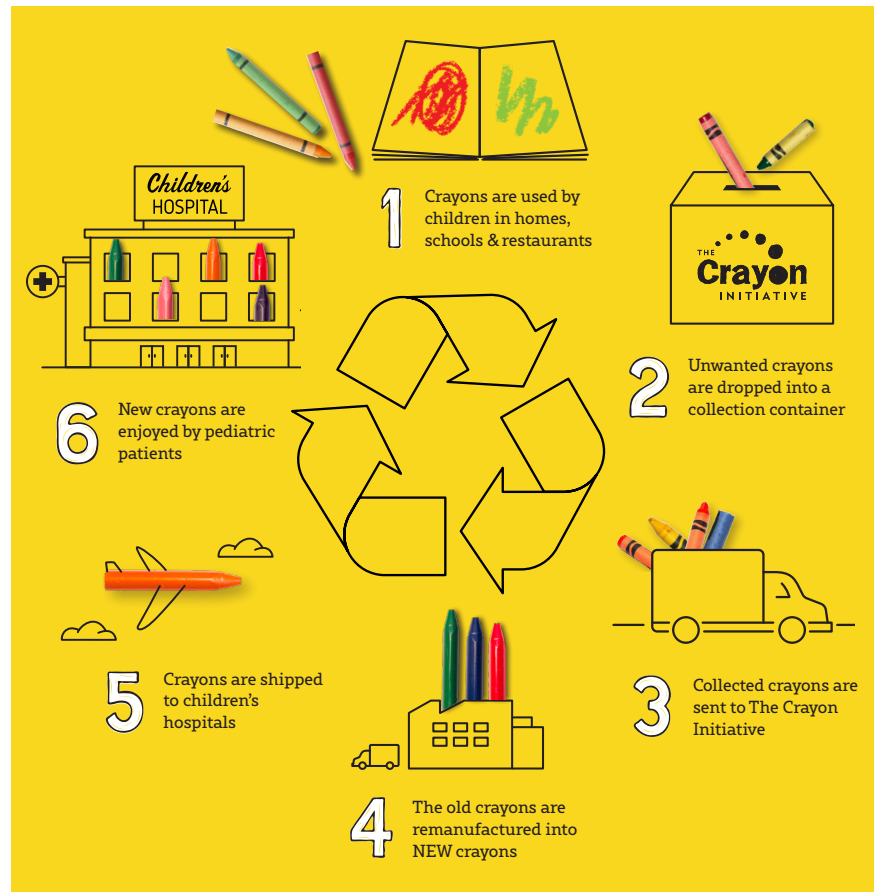 1
Crayons are used by
children in homes,
schools & restaurants
THE
Crayon
INITIATIVE
2
Unwanted crayons
are dropped into a
collection container
3
Collected crayons are
sent to The Crayon
Initiative
4
The old crayons are
remanufactured into
NEW crayons
5
Crayons are shipped
to children’s
hospitals
Children's
HOSPITAL
6
New crayons are
enjoyed by pediatric
patients